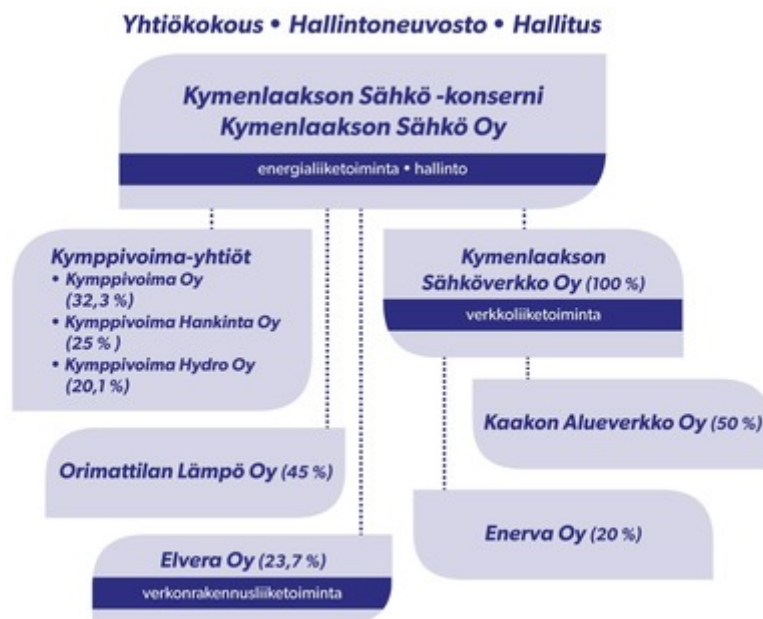 Yhtiökokous • Hallintoneuvosto • Hallitus
Kymenlaakson Sähkö -konserni
Kymenlaakson Sähkö Oy
energialiiketoiminta • hallinto
Kymppivoima-yhtiöt
• Kymppivoima Oy
(32,3 %)
• Kymppivoima Hankinta Oy
(25 % )
• Kymppivoima Hydro Oy
(20,1 %)
Kymenlaakson
Sähköverkko Oy (100 %)
verkkoliiketoiminta
Kaakon Alueverkko Oy (50 %)
Orimattilan Lämpö Oy (45 %)
Enerva Oy (20 %)
Elvera Oy (23,7 %)
verkonrakennusliiketoiminta